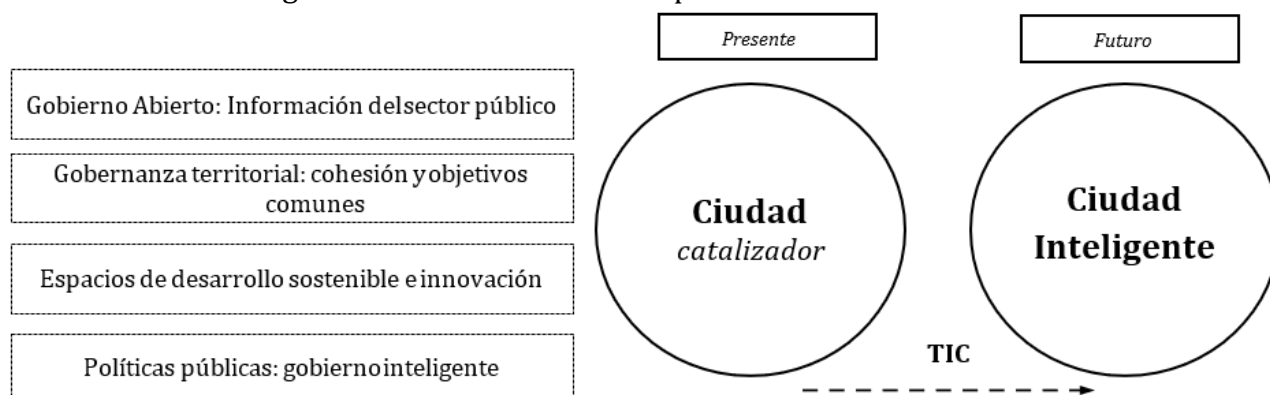 Presente
Futuro
Gobierno Abierto: Información delsector público
Gobernanza territorial: cohesión y objetivos
comunes
Espacios de desarrollo sostenible e innovación
Políticas públicas: gobiernointeligente
Ciudad
catalizador
Ciudad
Inteligente
TIC